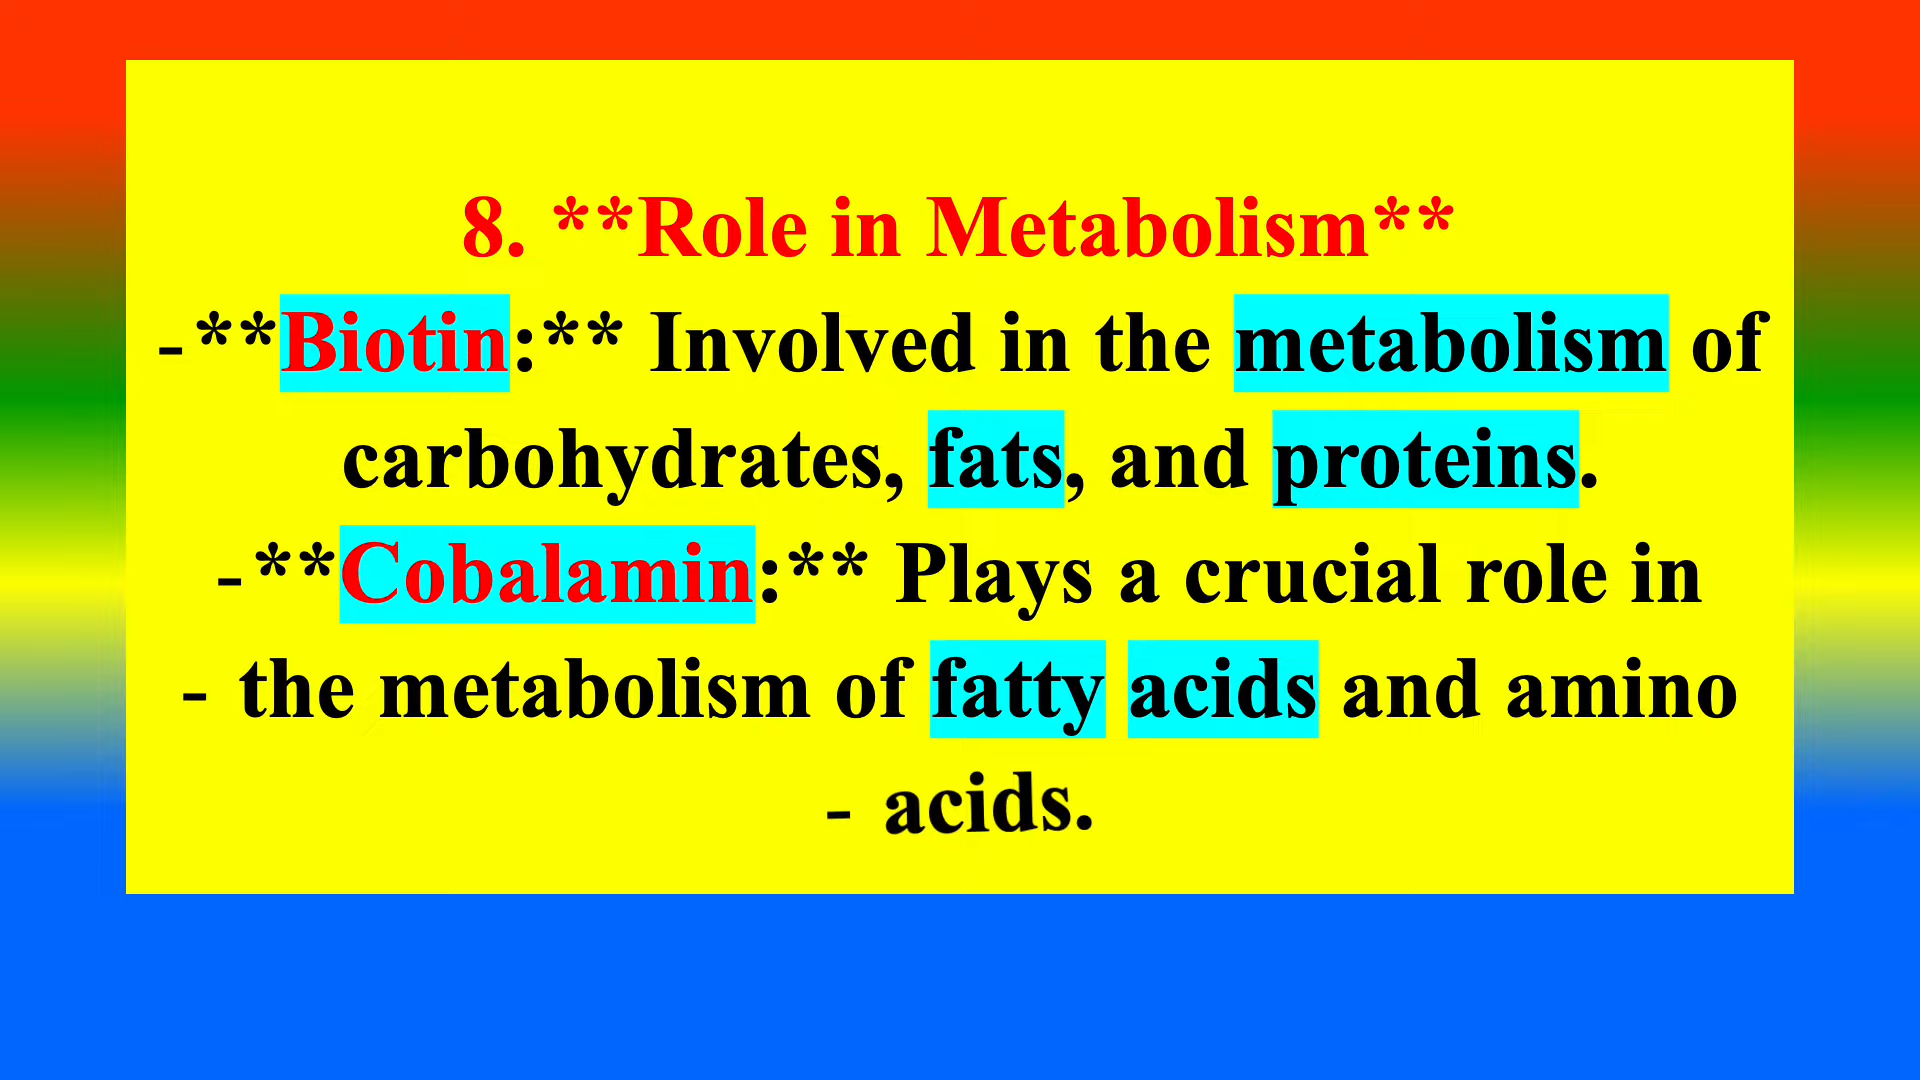 8. **Role in Metabolism**
-**Biotin:** Involved in the metabolism of
carbohydrates, fats, and proteins.
-**Cobalamin:** Plays a crucial role in
- the metabolism of fatty acids and amino
- acids.